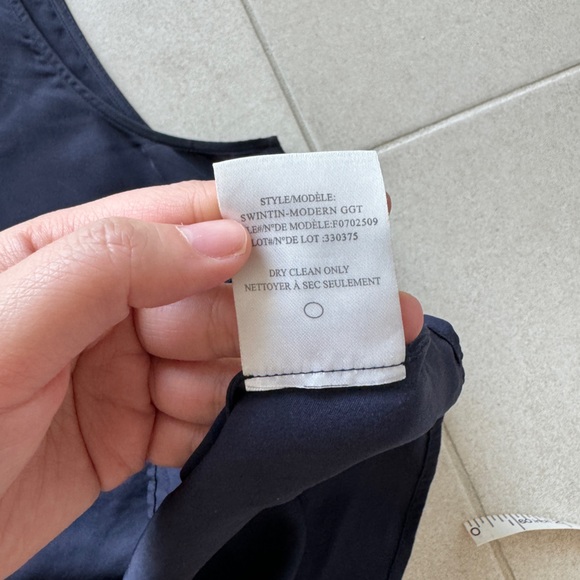 STYLE/MODÈLE:
SWINTIN-MODERN GGT
LE#/N°DE MODÈLE:F0702509
LOT#/N°DE LOT :330375
DRY CLEAN ONLY
NETTOYER À SEC SEULEMENT
0